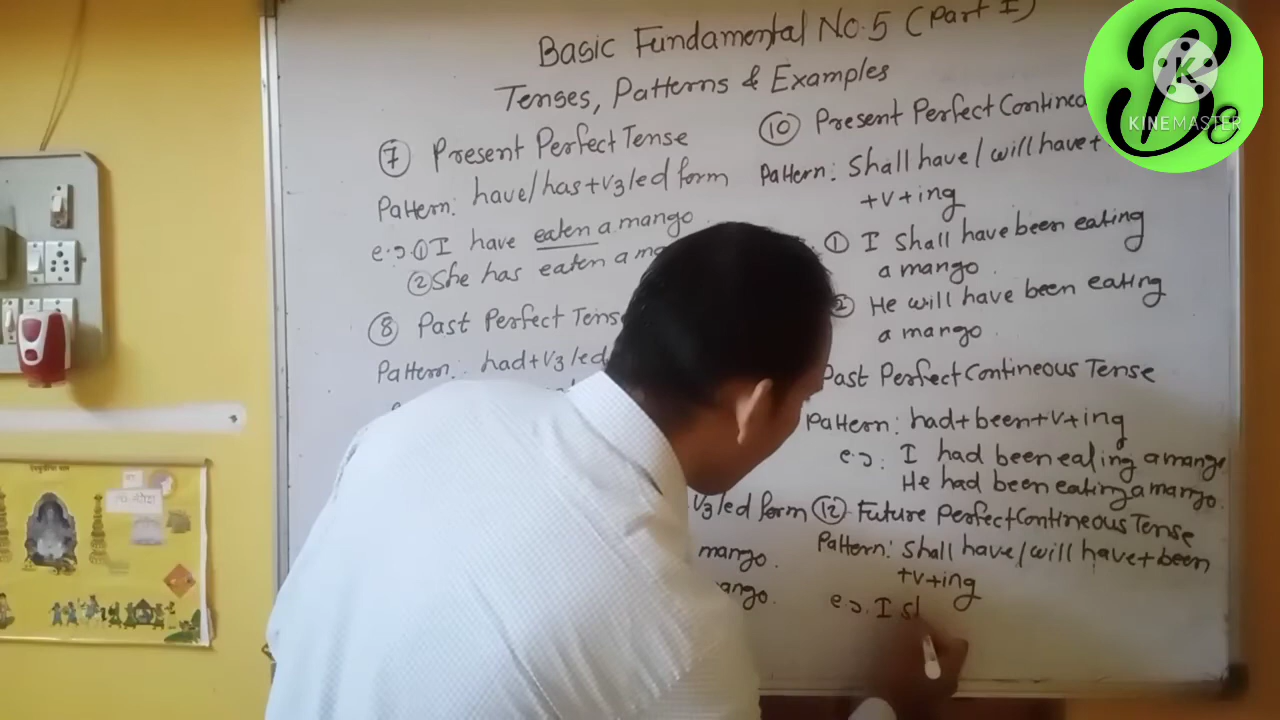 Basic Fundamental No.5 (Part I)
Tenses, Patterns & Examples
⑦ Present Perfect Tense
Pattern: have/has+V3/ed form
e.g. ① I have eaten a mango.
② She has eaten a
⑧ Past Perfect Tense
Pattern: had+V3/ed
V3/ed form
mango.
mango.
⑩ Present Perfect
Pattern: Shall have/will have+
+V+ing
① I shall have been eating
a mango.
② He will have been eating
a mango.
Past Perfect Contineous Tense
Pattern: had+been+V+ing
e.g: I had been eating a mango
He had been eating a mango.
⑫ Future Perfect Contineous Tense
Pattern: Shall have/will have+been
+V+ing
e.g. I sh
KINEMASTER